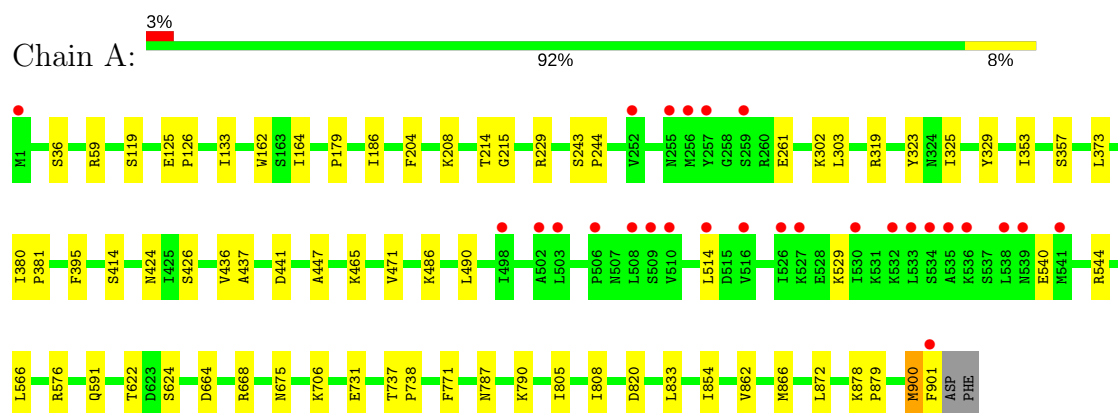 3%
Chain A:
92% 8%
M1 S36 R59 S119 E125 P126 I133 W162 S163 I164 F179 I186 F204 K208 T214 Q215 R229 S243 P244 V252 N255 M256 Y257 G258 S259 R260 E261 K302 L303 R319 Y323 N324 I325 Y329 I353 S357 L373
I380 P381 F395 S414 N424 I425 S426 V436 A437 D441 A447 K465 V471 K486 L490 I498 A502 L503 P506 N507 L508 S509 V510 L514 D515 V516 I526 K527 E528 K529 I530 K531 K532 L533 S534 A535 K536 S537 L538 N539 E540 M541 R544
L566 R576 Q591 T622 D623 S624 D664 R668 N675 K706 E731 T737 P738 F771 N787 K790 I805 I808 D820 L833 I854 V862 M866 L872 K878 P879 M900 F901 ASP PHE